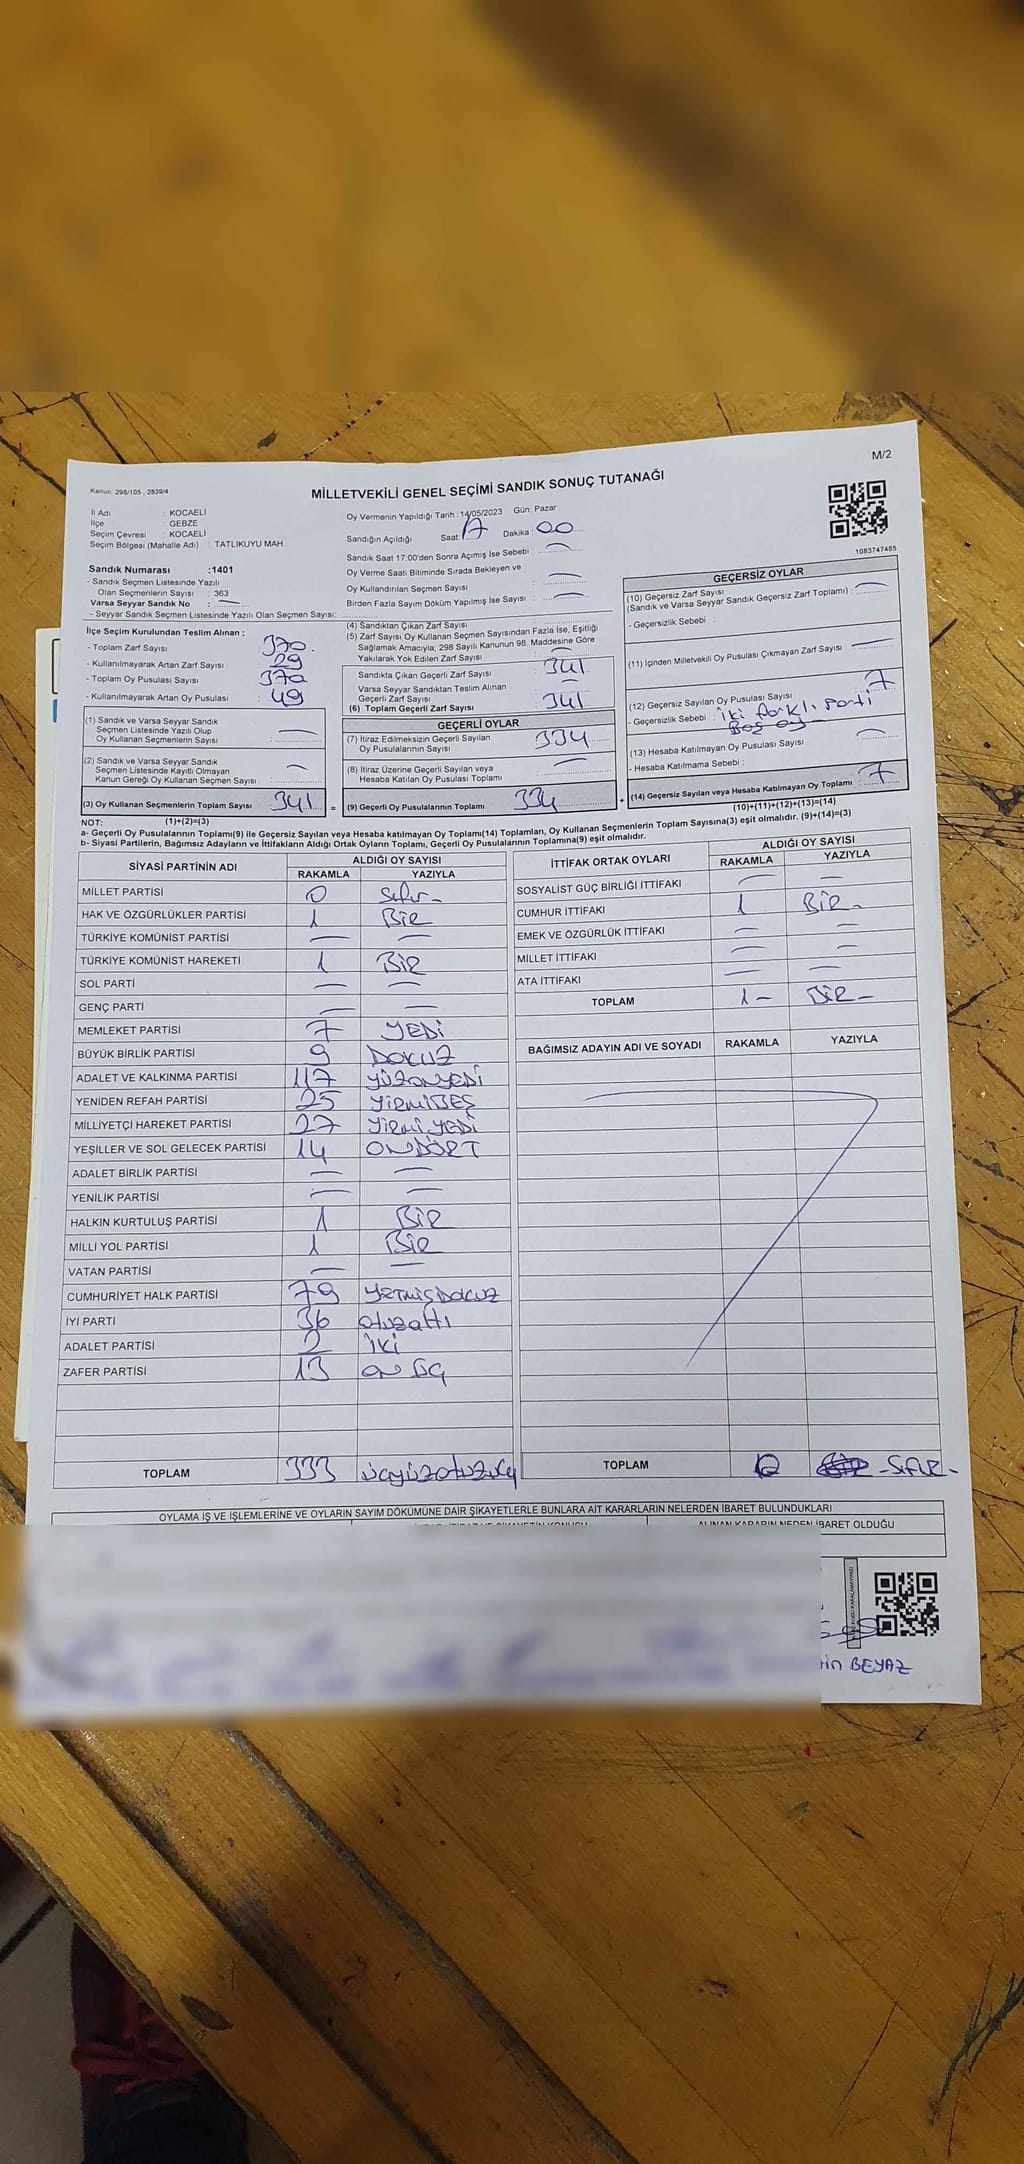 M/2
Kanun: 298/105 , 2839/4
MİLLETVEKİLİ GENEL SEÇİMİ SANDIK SONUÇ TUTANAĞI
İl Adı : KOCAELİ
İlçe : GEBZE
Seçim Çevresi : KOCAELİ
Seçim Bölgesi (Mahalle Adı) : TATLIKUYU MAH.
Sandık Numarası :1401
- Sandık Seçmen Listesinde Yazılı
Olan Seçmenlerin Sayısı : 363
Varsa Seyyar Sandık No : —
- Seyyar Sandık Seçmen Listesinde Yazılı Olan Seçmen Sayısı:
Oy Vermenin Yapıldığı Tarih :14/05/2023 Gün: Pazar
Sandığın Açıldığı Saat: 17 Dakika : 00
Sandık Saat 17:00'den Sonra Açımış İse Sebebi : —
Oy Verme Saati Bitiminde Sırada Bekleyen ve
Oy Kullandırılan Seçmen Sayısı : —
Birden Fazla Sayım Döküm Yapılmış İse Sayısı : —
1083747485
İlçe Seçim Kurulundan Teslim Alınan ;
- Toplam Zarf Sayısı : 370.
- Kullanılmayarak Artan Zarf Sayısı : 29
- Toplam Oy Pusulası Sayısı : 370
- Kullanılmayarak Artan Oy Pusulası : 49
(1) Sandık ve Varsa Seyyar Sandık
Seçmen Listesinde Yazılı Olup
Oy Kullanan Seçmenlerin Sayısı : —
(2) Sandık ve Varsa Seyyar Sandık
Seçmen Listesinde Kayıtlı Olmayan
Kanun Gereği Oy Kullanan Seçmen Sayısı : —
(3) Oy Kullanan Seçmenlerin Toplam Sayısı : 341 =
(4) Sandıktan Çıkan Zarf Sayısı
(5) Zarf Sayısı Oy Kullanan Seçmen Sayısından Fazla İse, Eşitliği
Sağlamak Amacıyla; 298 Sayılı Kanunun 98. Maddesine Göre
Yakılarak Yok Edilen Zarf Sayısı : —
Sandıkta Çıkan Geçerli Zarf Sayısı : 341
Varsa Seyyar Sandıktan Teslim Alınan
Geçerli Zarf Sayısı : —
(6) Toplam Geçerli Zarf Sayısı : 341
GEÇERLİ OYLAR
(7) İtiraz Edilmeksizin Geçerli Sayılan
Oy Pusulalarının Sayısı : 334
(8) İtiraz Üzerine Geçerli Sayılan veya
Hesaba Katılan Oy Pusulası Toplamı : —
(9) Geçerli Oy Pusulalarının Toplamı : 334 +
GEÇERSİZ OYLAR
(10) Geçersiz Zarf Sayısı
(Sandık ve Varsa Seyyar Sandık Geçersiz Zarf Toplamı) : —
- Geçersizlik Sebebi :
(11) İçinden Milletvekili Oy Pusulası Çıkmayan Zarf Sayısı —
(12) Geçersiz Sayılan Oy Pusulası Sayısı : 7
- Geçersizlik Sebebi : iki farklı parti
Boş oy
(13) Hesaba Katılmayan Oy Pusulası Sayısı : —
- Hesaba Katılmama Sebebi :
(14) Geçersiz Sayılan veya Hesaba Katılmayan Oy Toplamı : 7
(10)+(11)+(12)+(13)=(14)
NOT: (1)+(2)=(3)
a- Geçerli Oy Pusulalarının Toplamı(9) ile Geçersiz Sayılan veya Hesaba katılmayan Oy Toplamı(14) Toplamları, Oy Kullanan Seçmenlerin Toplam Sayısına(3) eşit olmalıdır. (9)+(14)=(3)
b- Siyasi Partilerin, Bağımsız Adayların ve İttifakların Aldığı Ortak Oyların Toplamı, Geçerli Oy Pusulalarının Toplamına(9) eşit olmalıdır.
SİYASİ PARTİNİN ADI ALDIĞI OY SAYISI
RAKAMLA YAZIYLA
MİLLET PARTİSİ 0 Sıfır-
HAK VE ÖZGÜRLÜKLER PARTİSİ 1 BİR
TÜRKİYE KOMÜNİST PARTİSİ — —
TÜRKİYE KOMÜNİST HAREKETİ 1 BİR
SOL PARTİ — —
GENÇ PARTİ — —
MEMLEKET PARTİSİ 7 YEDİ
BÜYÜK BİRLİK PARTİSİ 9 DOKUZ
ADALET VE KALKINMA PARTİSİ 117 YÜZONYEDİ
YENİDEN REFAH PARTİSİ 25 YİRMİBEŞ
MİLLİYETÇİ HAREKET PARTİSİ 27 YİRMİ YEDİ
YEŞİLLER VE SOL GELECEK PARTİSİ 14 ONDÖRT
ADALET BİRLİK PARTİSİ — —
YENİLİK PARTİSİ — —
HALKIN KURTULUŞ PARTİSİ 1 BİR
MİLLİ YOL PARTİSİ 1 BİR
VATAN PARTİSİ — —
CUMHURİYET HALK PARTİSİ 79 YETMİŞDOKUZ
İYİ PARTİ 36 otuzaltı
ADALET PARTİSİ 2 İKİ
ZAFER PARTİSİ 13 ON ÜÇ
TOPLAM 333 üçyüzotuzüç
İTTİFAK ORTAK OYLARI ALDIĞI OY SAYISI
RAKAMLA YAZIYLA
SOSYALİST GÜÇ BİRLİĞİ İTTİFAKI — —
CUMHUR İTTİFAKI 1 BİR-
EMEK VE ÖZGÜRLÜK İTTİFAKI — —
MİLLET İTTİFAKI — —
ATA İTTİFAKI — —
TOPLAM 1- BİR-
BAĞIMSIZ ADAYIN ADI VE SOYADI RAKAMLA YAZIYLA
TOPLAM 0 -SIFIR-
OYLAMA İŞ VE İŞLEMLERİNE VE OYLARIN SAYIM DÖKÜMÜNE DAİR ŞİKAYETLERLE BUNLARA AİT KARARLARIN NELERDEN İBARET BULUNDUKLARI
ALINAN KARARIN NEDEN İBARET OLDUĞU
BEYAZ